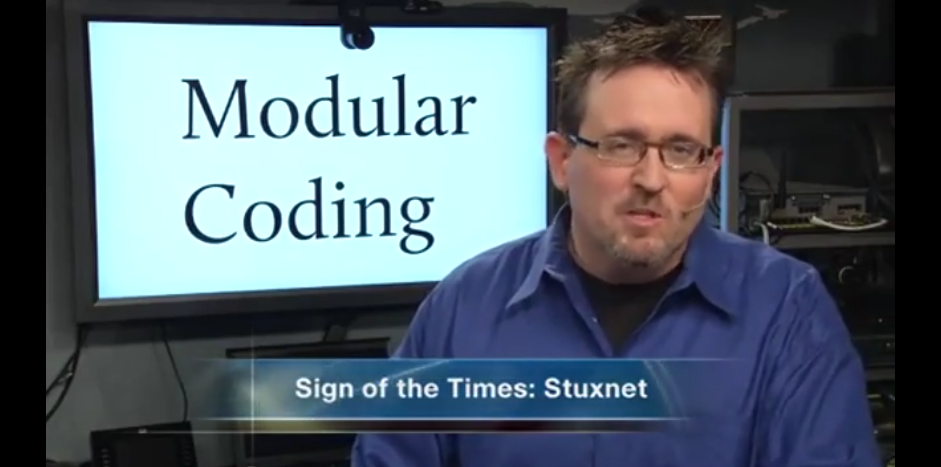 Modular
Coding
Sign of the Times: Stuxnet